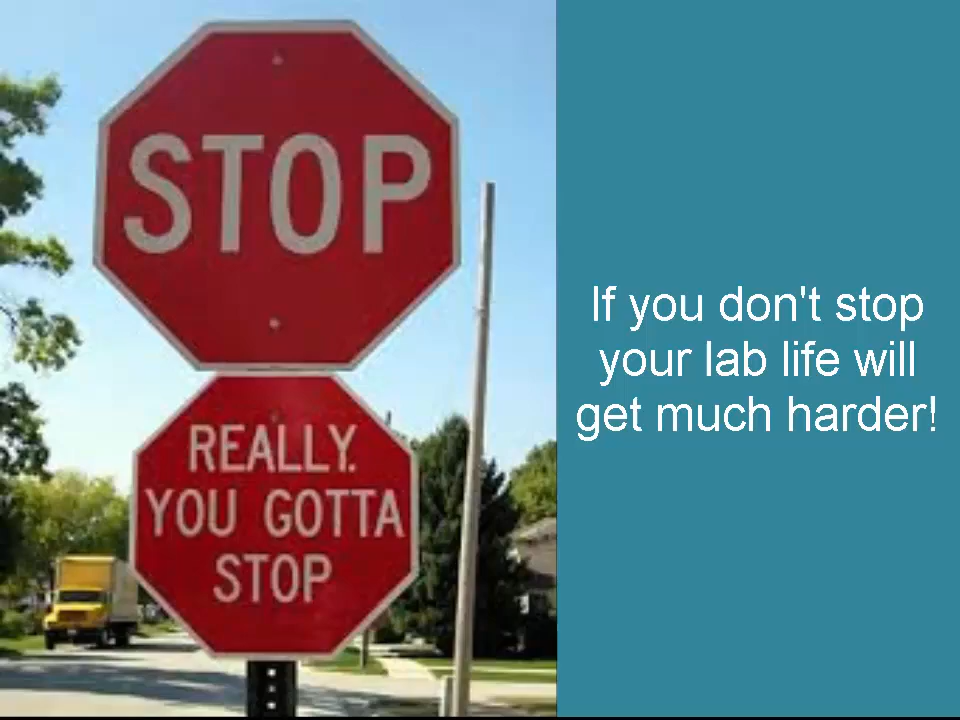 STOP
REALLY.
YOU GOTTA
STOP
If you don't stop
your lab life will
get much harder!